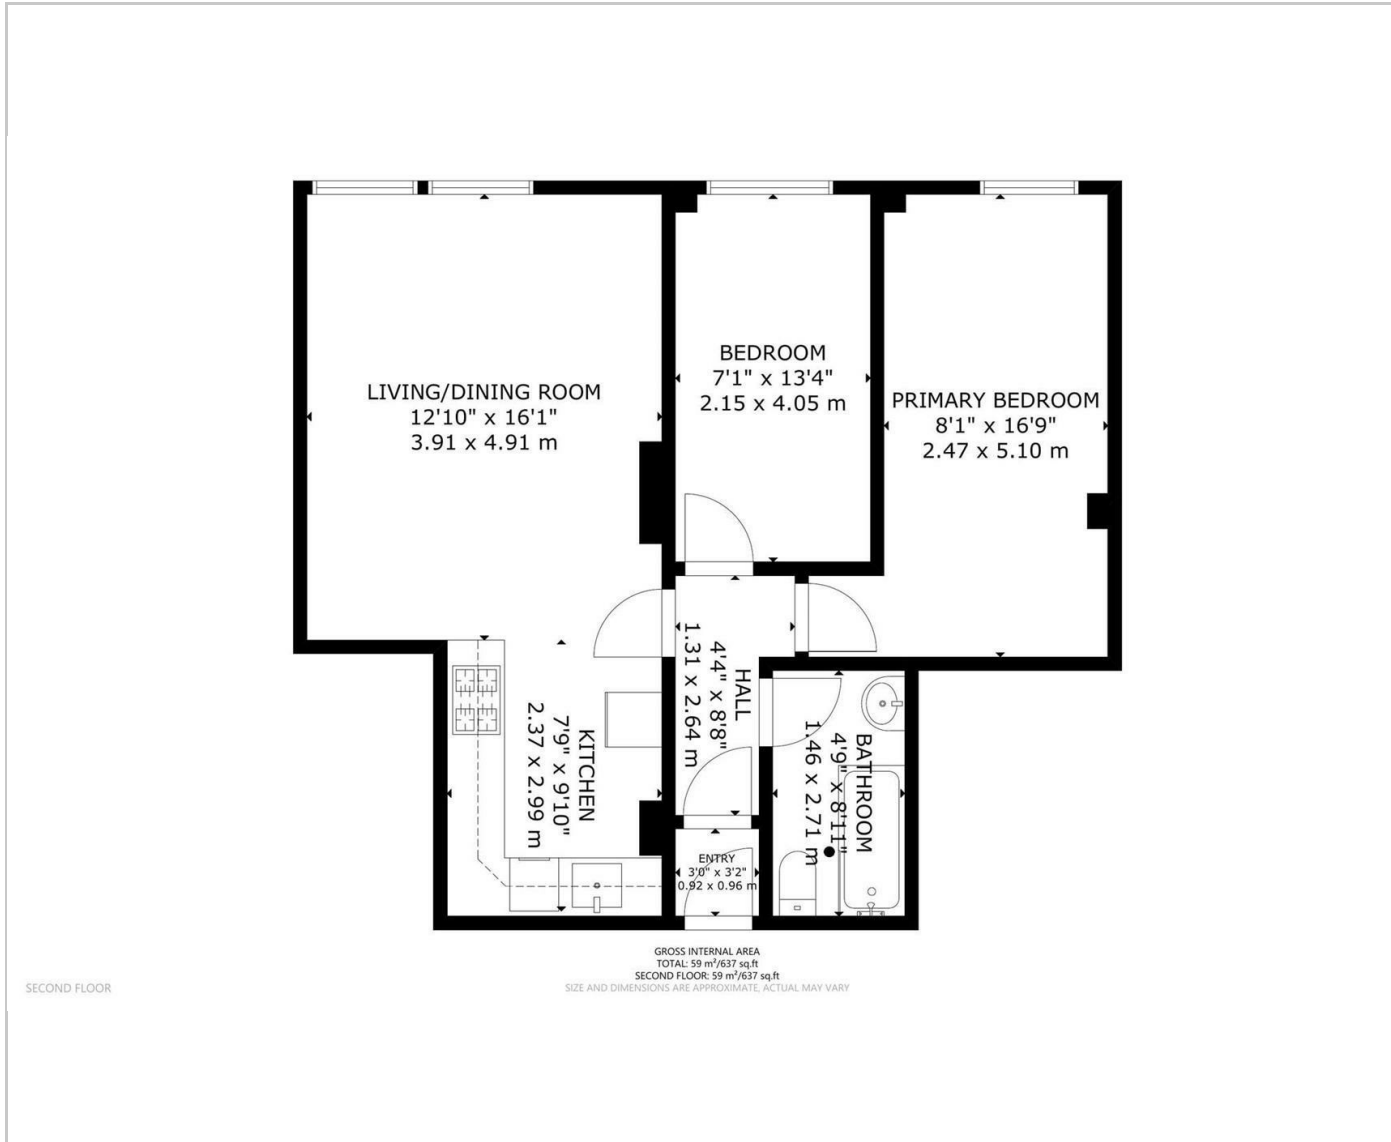 LIVING/DINING ROOM
12'10" x 16'1"
3.91 x 4.91 m
BEDROOM
7'1" x 13'4"
2.15 x 4.05 m
PRIMARY BEDROOM
8'1" x 16'9"
2.47 x 5.10 m
KITCHEN
7'9" x 9'10"
2.37 x 2.99 m
HALL
4'4" x 8'8"
1.31 x 2.64 m
BATHROOM
4'9" x 8'11"
1.46 x 2.71 m
ENTRY
3'0" x 3'2"
0.92 x 0.96 m
GROSS INTERNAL AREA
TOTAL: 59 m²/637 sq.ft
SECOND FLOOR: 59 m²/637 sq.ft
SIZE AND DIMENSIONS ARE APPROXIMATE, ACTUAL MAY VARY
SECOND FLOOR